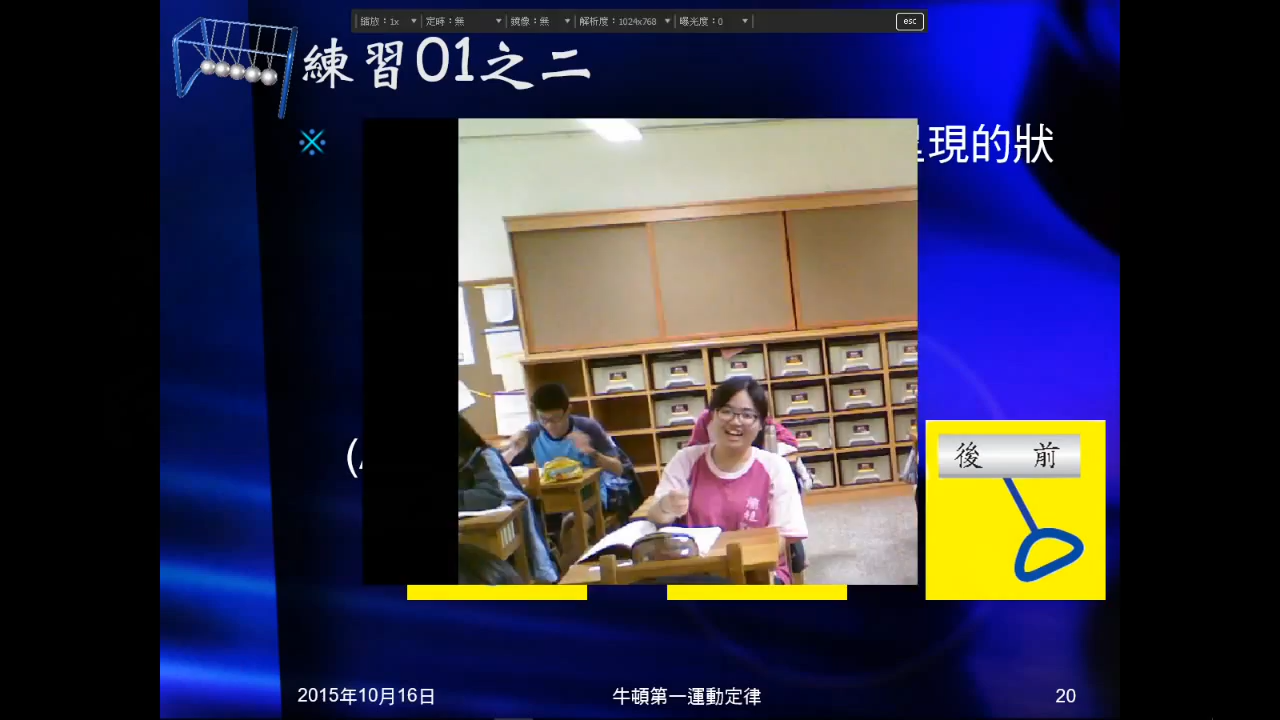 縮放：1x 定時：無 鏡像：無 解析度：1024x768 曝光度：0 esc
練習01之二
現的狀
(
後 前
2015年10月16日 牛頓第一運動定律 20